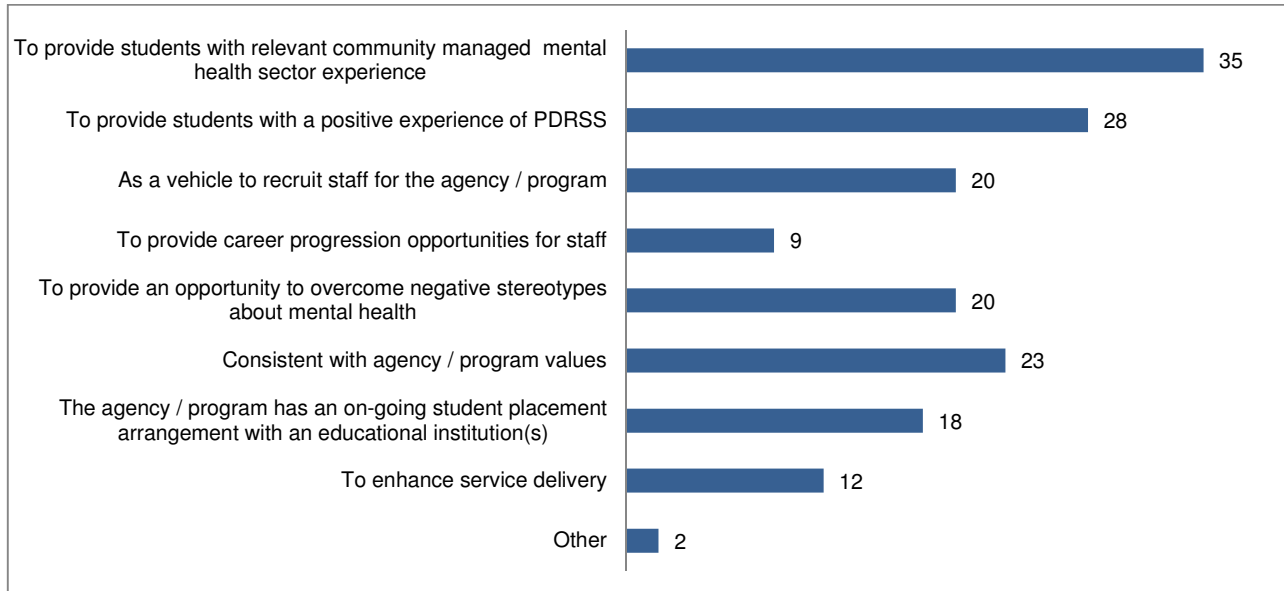 To provide students with relevant community managed mental
health sector experience
35
To provide students with a positive experience of PDRSS
28
As a vehicle to recruit staff for the agency / program
20
To provide career progression opportunities for staff
9
To provide an opportunity to overcome negative stereotypes
about mental health
20
Consistent with agency / program values
23
The agency / program has an on-going student placement
arrangement with an educational institution(s)
18
To enhance service delivery
12
Other
2